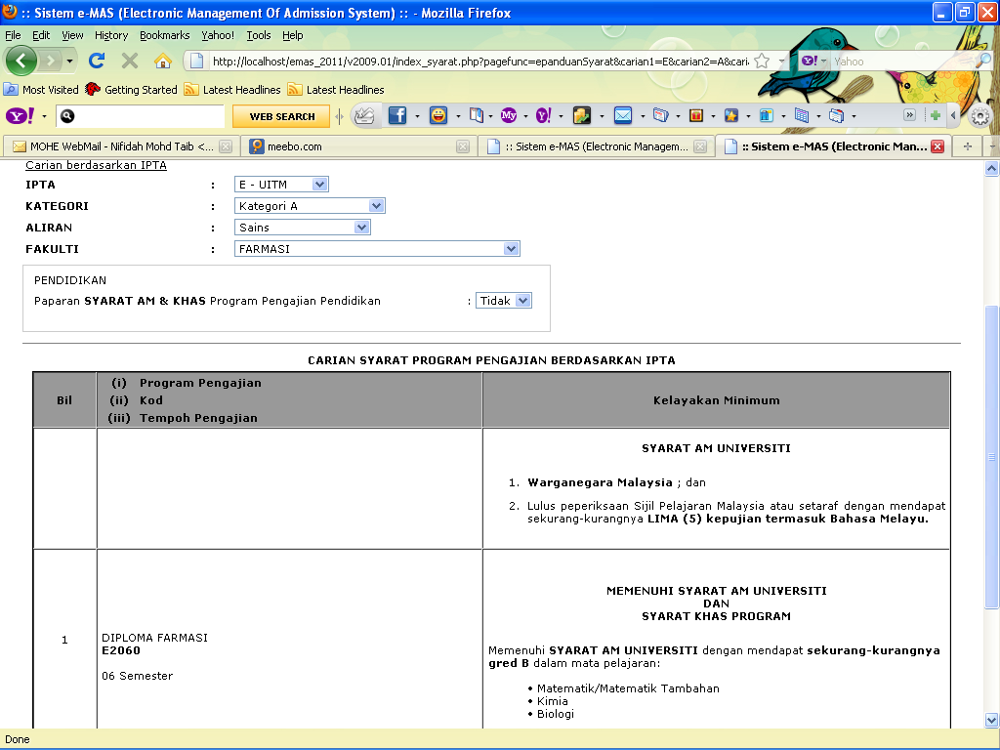 :: Sistem e-MAS (Electronic Management Of Admission System) :: - Mozilla Firefox
File Edit View History Bookmarks Yahoo! Tools Help
http://localhost/emas_2011/v2009.01/index_syarat.php?pagefunc=epanduanSyarat&carian1=E&carian2=A&cari Yahoo
Most Visited Getting Started Latest Headlines Latest Headlines
Y! WEB SEARCH My Y!
MOHE WebMail - Nifidah Mohd Taib <... meebo.com :: Sistem e-MAS (Electronic Managem... :: Sistem e-MAS (Electronic Man...
Carian berdasarkan IPTA
IPTA : E - UITM
KATEGORI : Kategori A
ALIRAN : Sains
FAKULTI : FARMASI
PENDIDIKAN
Paparan SYARAT AM & KHAS Program Pengajian Pendidikan : Tidak
CARIAN SYARAT PROGRAM PENGAJIAN BERDASARKAN IPTA
Bil
(i) Program Pengajian
(ii) Kod
(iii) Tempoh Pengajian
Kelayakan Minimum
SYARAT AM UNIVERSITI
1. Warganegara Malaysia ; dan
2. Lulus peperiksaan Sijil Pelajaran Malaysia atau setaraf dengan mendapat
sekurang-kurangnya LIMA (5) kepujian termasuk Bahasa Melayu.
1
DIPLOMA FARMASI
E2060
06 Semester
MEMENUHI SYARAT AM UNIVERSITI
DAN
SYARAT KHAS PROGRAM
Memenuhi SYARAT AM UNIVERSITI dengan mendapat sekurang-kurangnya
gred B dalam mata pelajaran:
• Matematik/Matematik Tambahan
• Kimia
• Biologi
Done